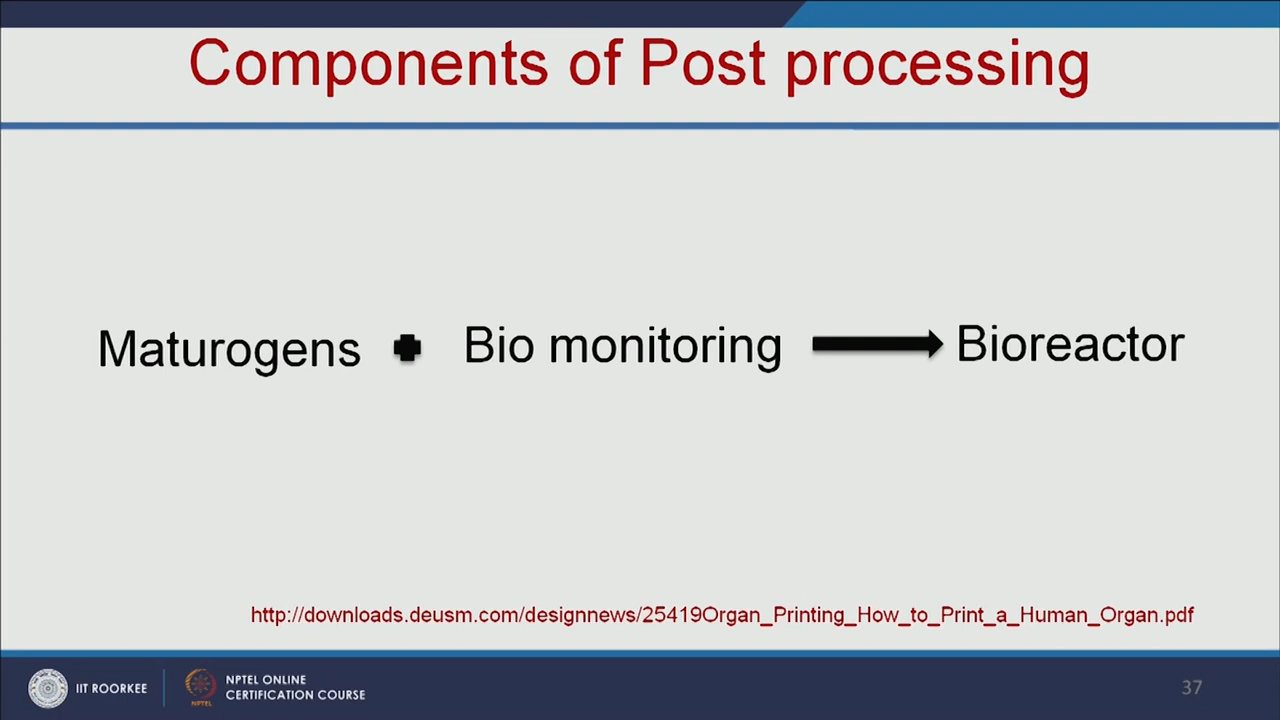 Components of Post processing
Maturogens + Bio monitoring → Bioreactor
http://downloads.deusm.com/designnews/25419Organ_Printing_How_to_Print_a_Human_Organ.pdf
IIT ROORKEE
NPTEL
NPTEL ONLINE
CERTIFICATION COURSE
37